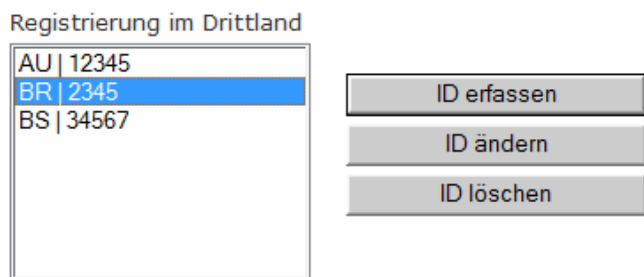 Registrierung im Drittland
AU | 12345
BR | 2345
BS | 34567
ID erfassen
ID ändern
ID löschen